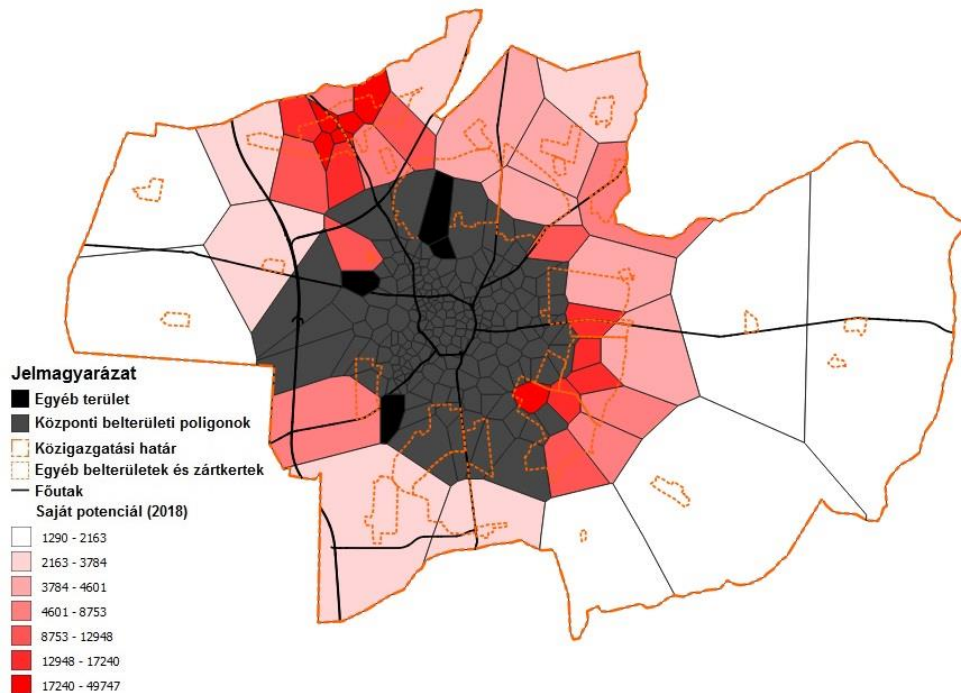 Jelmagyarázat
Egyéb terület
Központi belterületi poligonok
Közigazgatási határ
Egyéb belterületek és zártkertek
Főutak
Saját potenciál (2018)
1290 - 2163
2163 - 3784
3784 - 4601
4601 - 8753
8753 - 12948
12948 - 17240
17240 - 49747